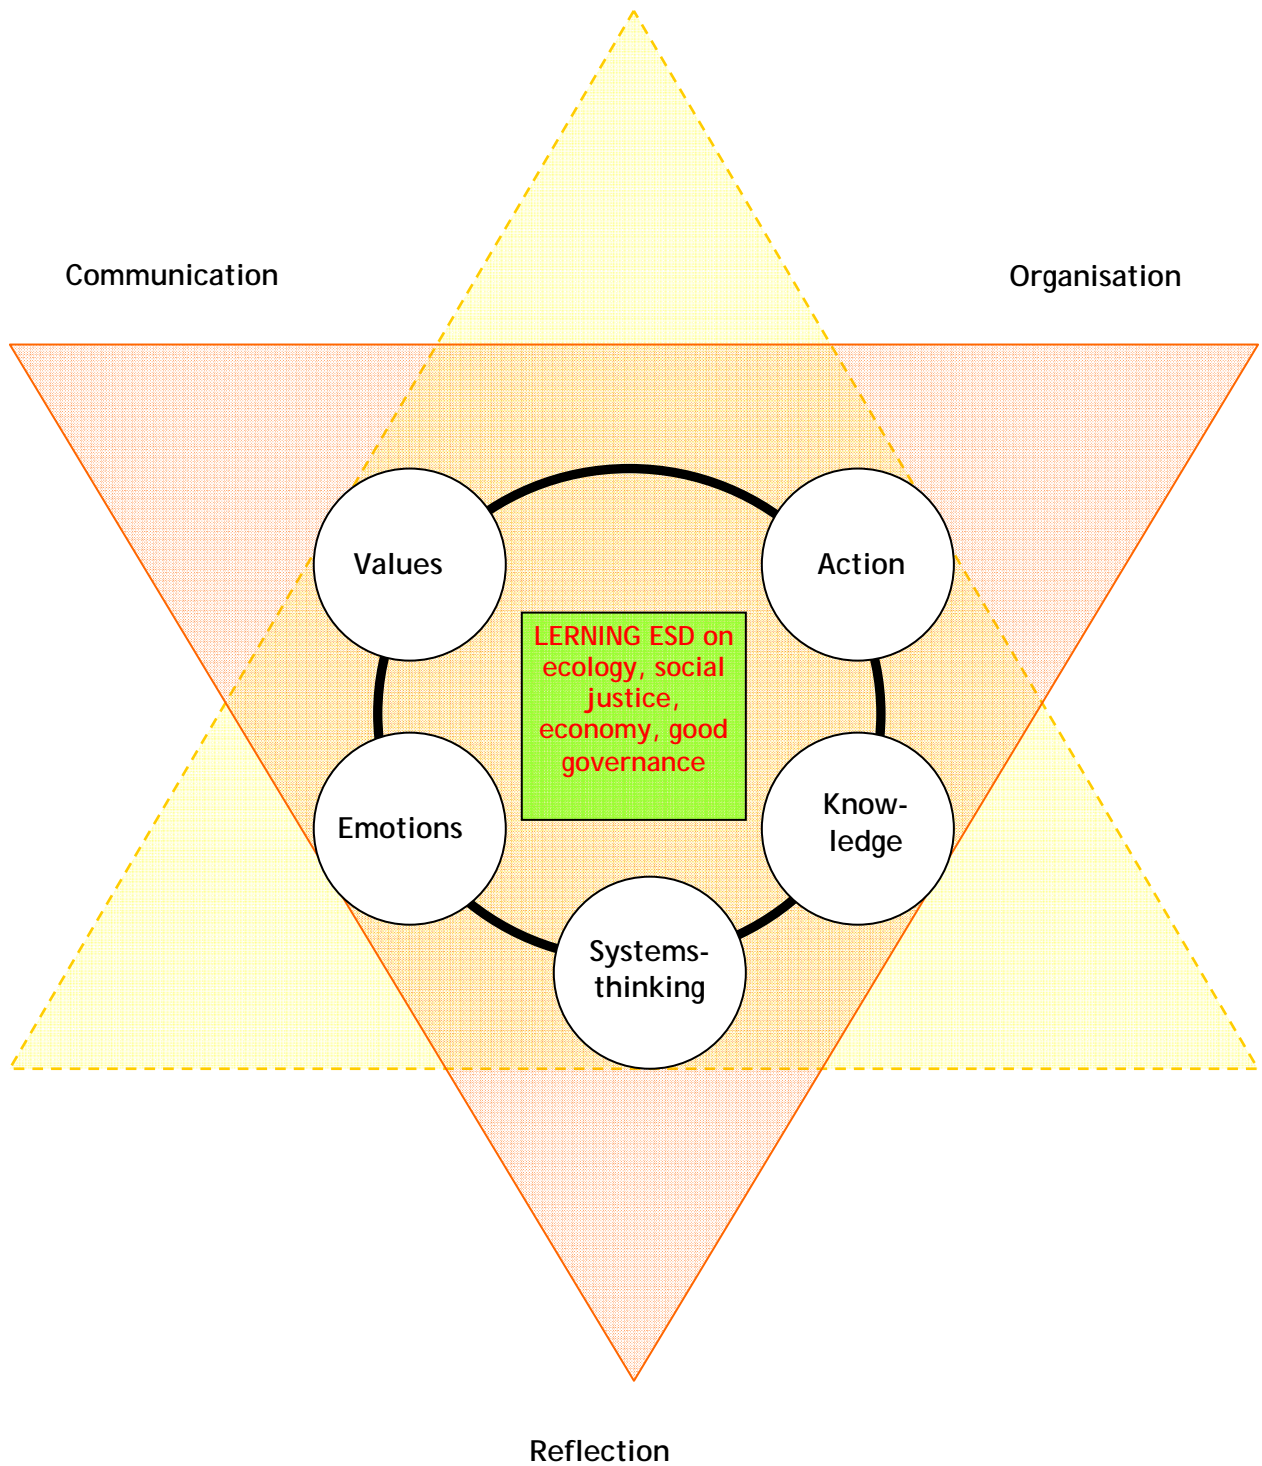 Communication
Organisation
Values
Action
LERNING ESD on
ecology, social
justice,
economy, good
governance
Emotions
Know-
ledge
Systems-
thinking
Reflection